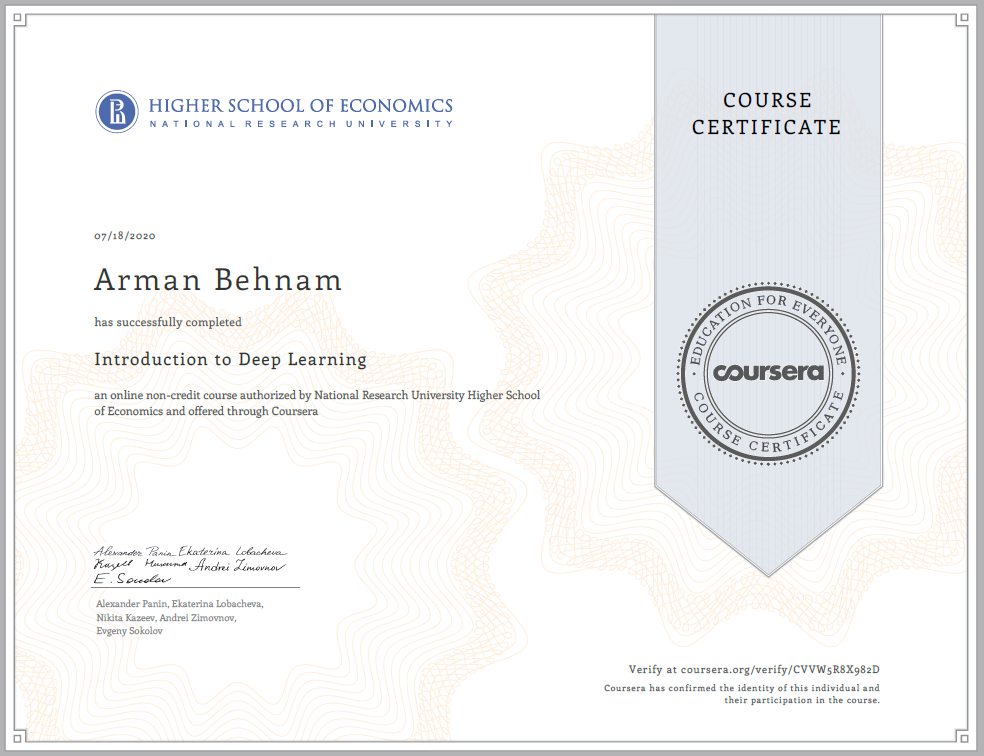 HIGHER SCHOOL OF ECONOMICS
NATIONAL RESEARCH UNIVERSITY
COURSE
CERTIFICATE
07/18/2020
Arman Behnam
has successfully completed
Introduction to Deep Learning
an online non-credit course authorized by National Research University Higher School
of Economics and offered through Coursera
EDUCATION FOR EVERYONE
coursera
COURSE CERTIFICATE
Alexander Panin Ekaterina Lobacheva
Andrei Zimovnov
E. Sokolov
Alexander Panin, Ekaterina Lobacheva,
Nikita Kazeev, Andrei Zimovnov,
Evgeny Sokolov
Verify at coursera.org/verify/CVVW5R8X982D
Coursera has confirmed the identity of this individual and
their participation in the course.